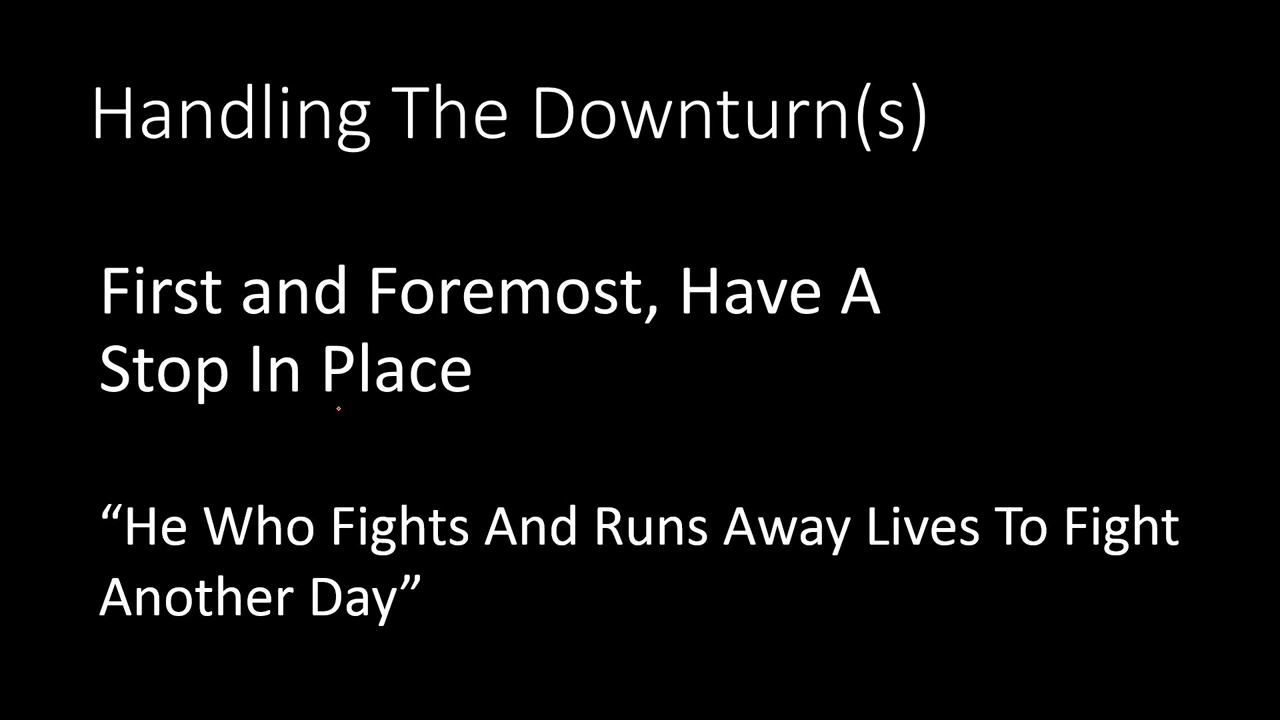 Handling The Downturn(s)
First and Foremost, Have A
Stop In Place
“He Who Fights And Runs Away Lives To Fight
Another Day”